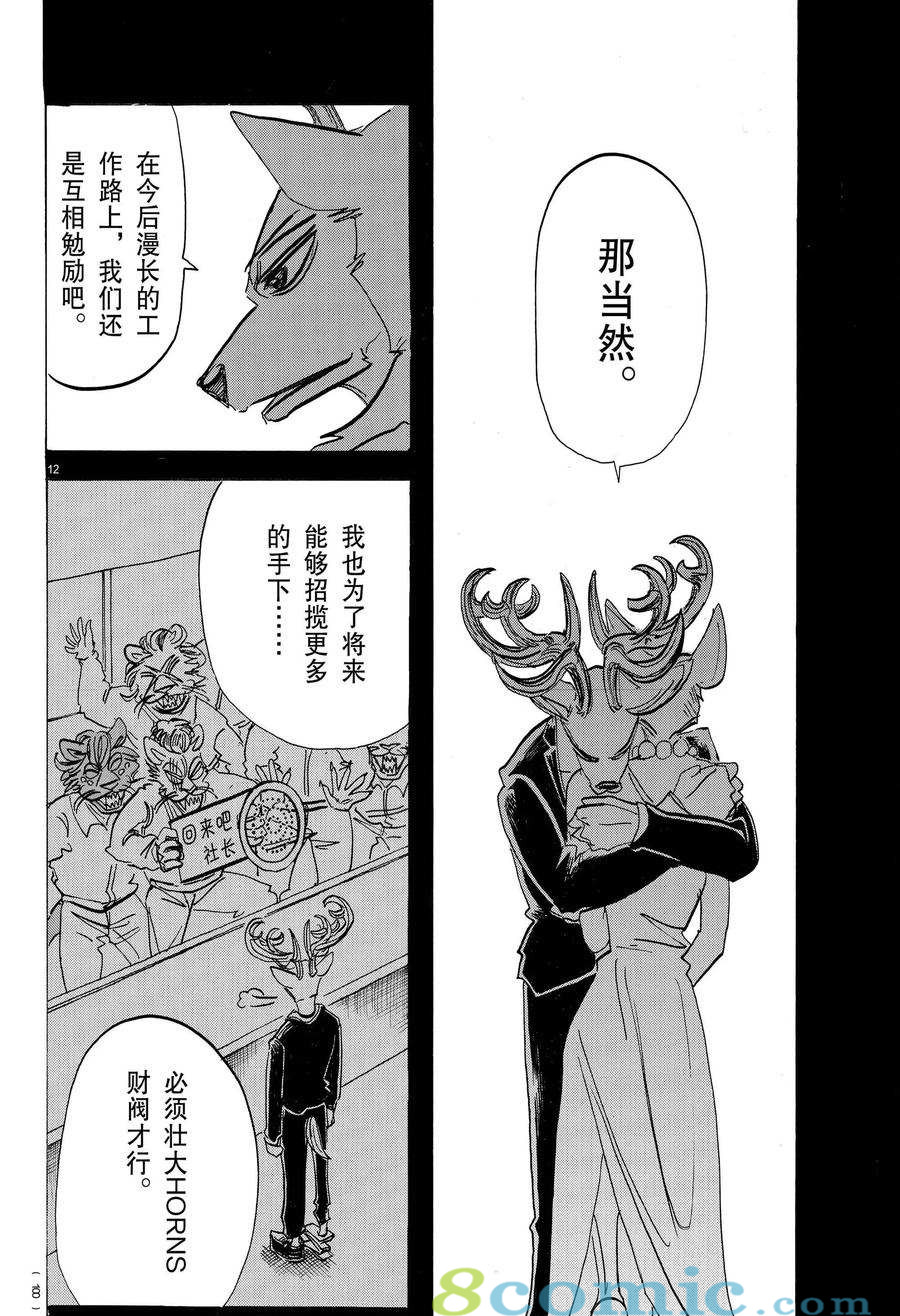 那当然。
在今后漫长的工
作路上，我们还
是互相勉励吧。
12
我也为了将来
能够招揽更多
的手下……
回来吧
社长
必须壮大HORNS
财阀才行。
( 100 )
8comic.com